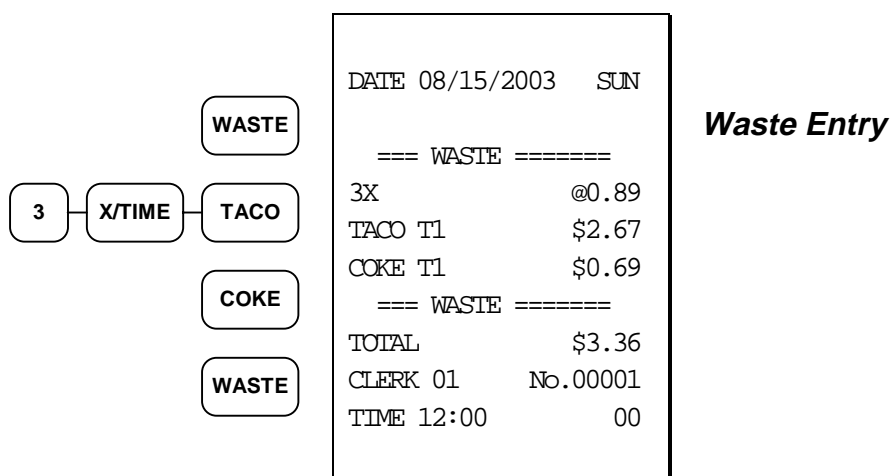 WASTE
3 X/TIME TACO
COKE
WASTE
DATE 08/15/2003 SUN
=== WASTE =======
3X @0.89
TACO T1 $2.67
COKE T1 $0.69
=== WASTE =======
TOTAL $3.36
CLERK 01 No.00001
TIME 12:00 00
Waste Entry